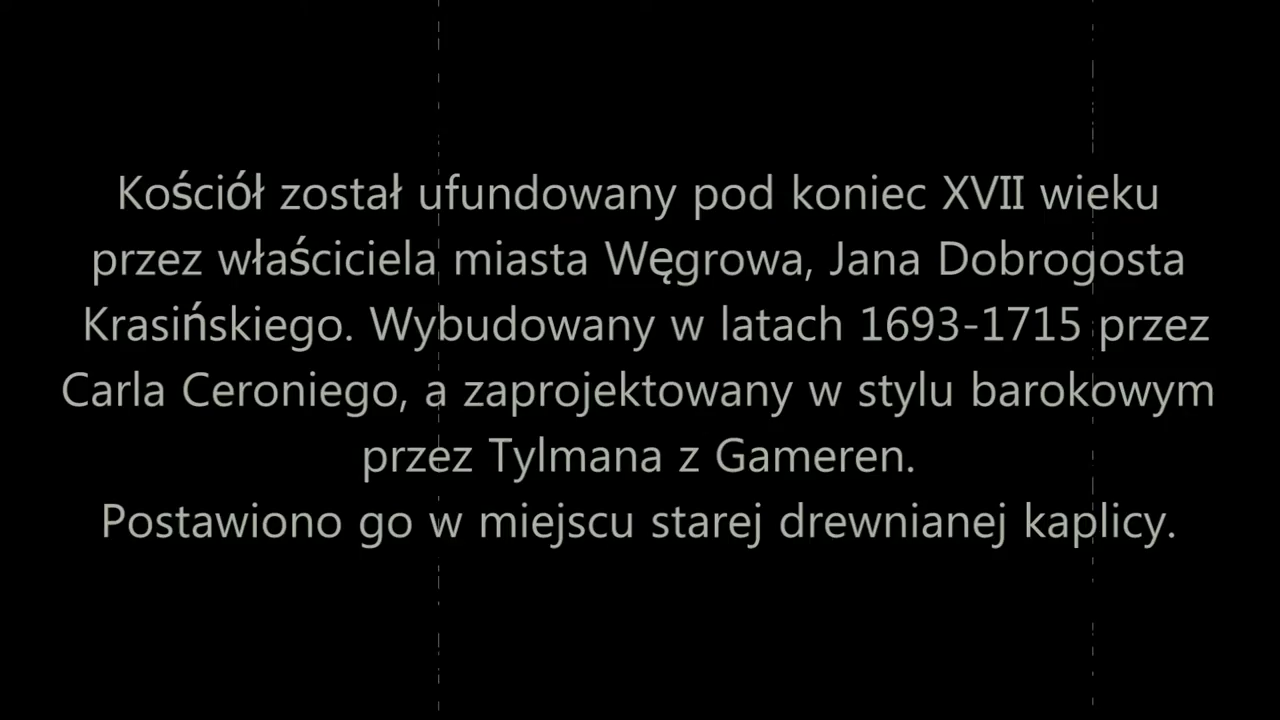 Kościół został ufundowany pod koniec XVII wieku
przez właściciela miasta Węgrowa, Jana Dobrogosta
Krasińskiego. Wybudowany w latach 1693-1715 przez
Carla Ceroniego, a zaprojektowany w stylu barokowym
przez Tylmana z Gameren.
Postawiono go w miejscu starej drewnianej kaplicy.